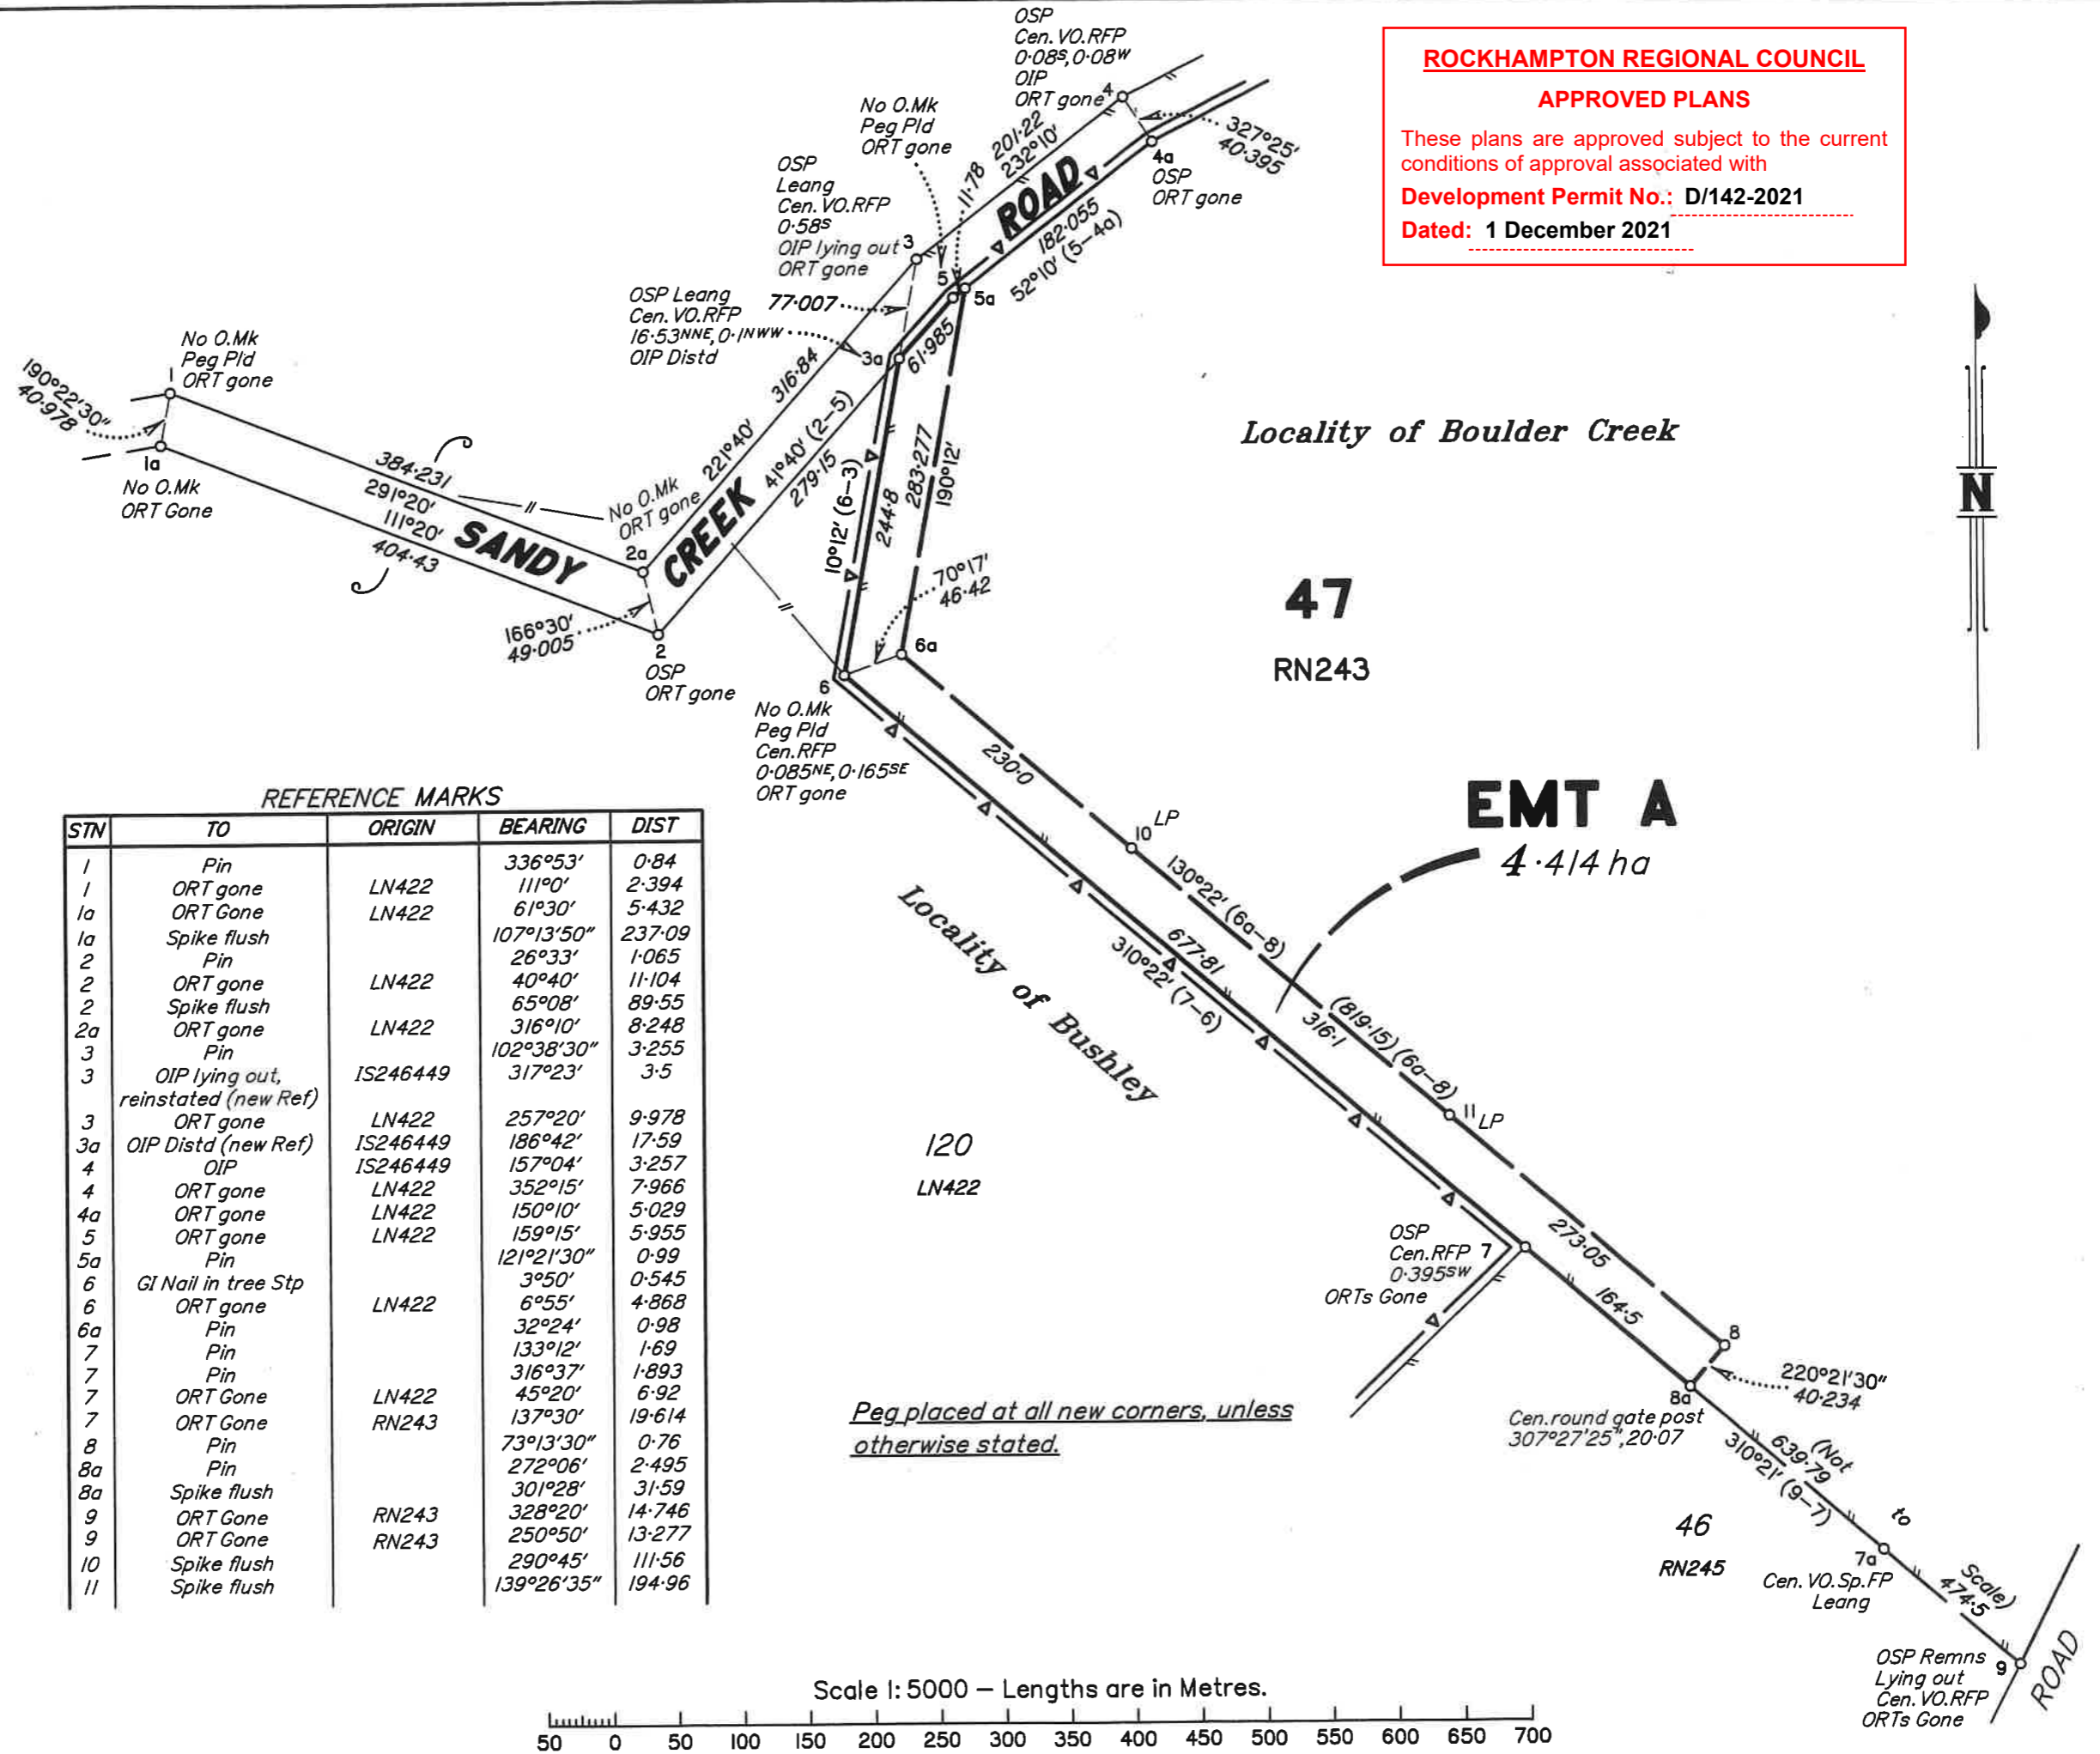 OSP
Cen. VO.RFP
0·08S, 0·08W
OIP
ORT gone
4
ROCKHAMPTON REGIONAL COUNCIL
APPROVED PLANS
These plans are approved subject to the current
conditions of approval associated with
Development Permit No.: D/142-2021
Dated: 1 December 2021
No O.Mk
Peg Pld
ORT gone
11·78
201·22
232°10'
327°25'
40·395
4a
OSP
ORT gone
ROAD
182·055
52°10' (5–4a)
OSP
Leang
Cen. VO.RFP
0·58S
OIP lying out
ORT gone
3
5
5a
OSP Leang
Cen. VO.RFP
16·53NNE, 0·1NWW
OIP Distd
77·007
3a
61·985
No O.Mk
Peg Pld
ORT gone
1
190°22'30"
40·978
1a
No O.Mk
ORT Gone
384·231
291°20'
111°20'
404·43
SANDY
CREEK
No O.Mk
ORT gone
2a
221°40'
316·84
41°40' (2–5)
279·15
166°30'
49·005
2
OSP
ORT gone
10°12' (6–3)
244·8
283·277
190°12'
70°17'
46·42
6a
6
No O.Mk
Peg Pld
Cen.RFP
0·085NE, 0·165SE
ORT gone
Locality of Boulder Creek
N
47
RN243
EMT A
4·414 ha
230·0
10
LP
130°22' (6a–8)
677·81
310°22' (7–6)
(819·15) (6a–8)
316·1
11
LP
Locality of Bushley
120
LN422
273·05
OSP
Cen.RFP
0·395SW
ORTs Gone
7
164·5
8
220°21'30"
40·234
8a
Cen.round gate post
307°27'25", 20·07
639·79
310°21' (9–7)
(Not to Scale)
474·5
7a
Cen. VO.Sp.FP
Leang
46
RN245
OSP Remns
Lying out
Cen. VO.RFP
ORTs Gone
9
ROAD
Peg placed at all new corners, unless
otherwise stated.
REFERENCE MARKS
STN TO ORIGIN BEARING DIST
1 Pin 336°53' 0·84
1 ORT gone LN422 111°0' 2·394
1a ORT Gone LN422 61°30' 5·432
1a Spike flush 107°13'50" 237·09
2 Pin 26°33' 1·065
2 ORT gone LN422 40°40' 11·104
2 Spike flush 65°08' 89·55
2a ORT gone LN422 316°10' 8·248
3 Pin 102°38'30" 3·255
3 OIP lying out, IS246449 317°23' 3·5
reinstated (new Ref)
3 ORT gone LN422 257°20' 9·978
3a OIP Distd (new Ref) IS246449 186°42' 17·59
4 OIP IS246449 157°04' 3·257
4 ORT gone LN422 352°15' 7·966
4a ORT gone LN422 150°10' 5·029
5 ORT gone LN422 159°15' 5·955
5a Pin 121°21'30" 0·99
6 GI Nail in tree Stp 3°50' 0·545
6 ORT gone LN422 6°55' 4·868
6a Pin 32°24' 0·98
7 Pin 133°12' 1·69
7 Pin 316°37' 1·893
7 ORT Gone LN422 45°20' 6·92
7 ORT Gone RN243 137°30' 19·614
8 Pin 73°13'30" 0·76
8a Pin 272°06' 2·495
8a Spike flush 301°28' 31·59
9 ORT Gone RN243 328°20' 14·746
9 ORT Gone RN243 250°50' 13·277
10 Spike flush 290°45' 111·56
11 Spike flush 139°26'35" 194·96
Scale 1: 5000 – Lengths are in Metres.
50 0 50 100 150 200 250 300 350 400 450 500 550 600 650 700